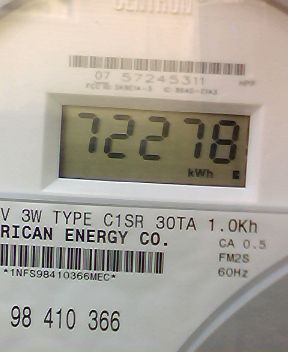 CENTRON
07 57245311
72278
kWh
V 3W TYPE C1SR 30TA 1.0Kh
RICAN ENERGY CO.
CA 0.5
FM2S
60Hz
*1NFS98410366MEC*
98 410 366